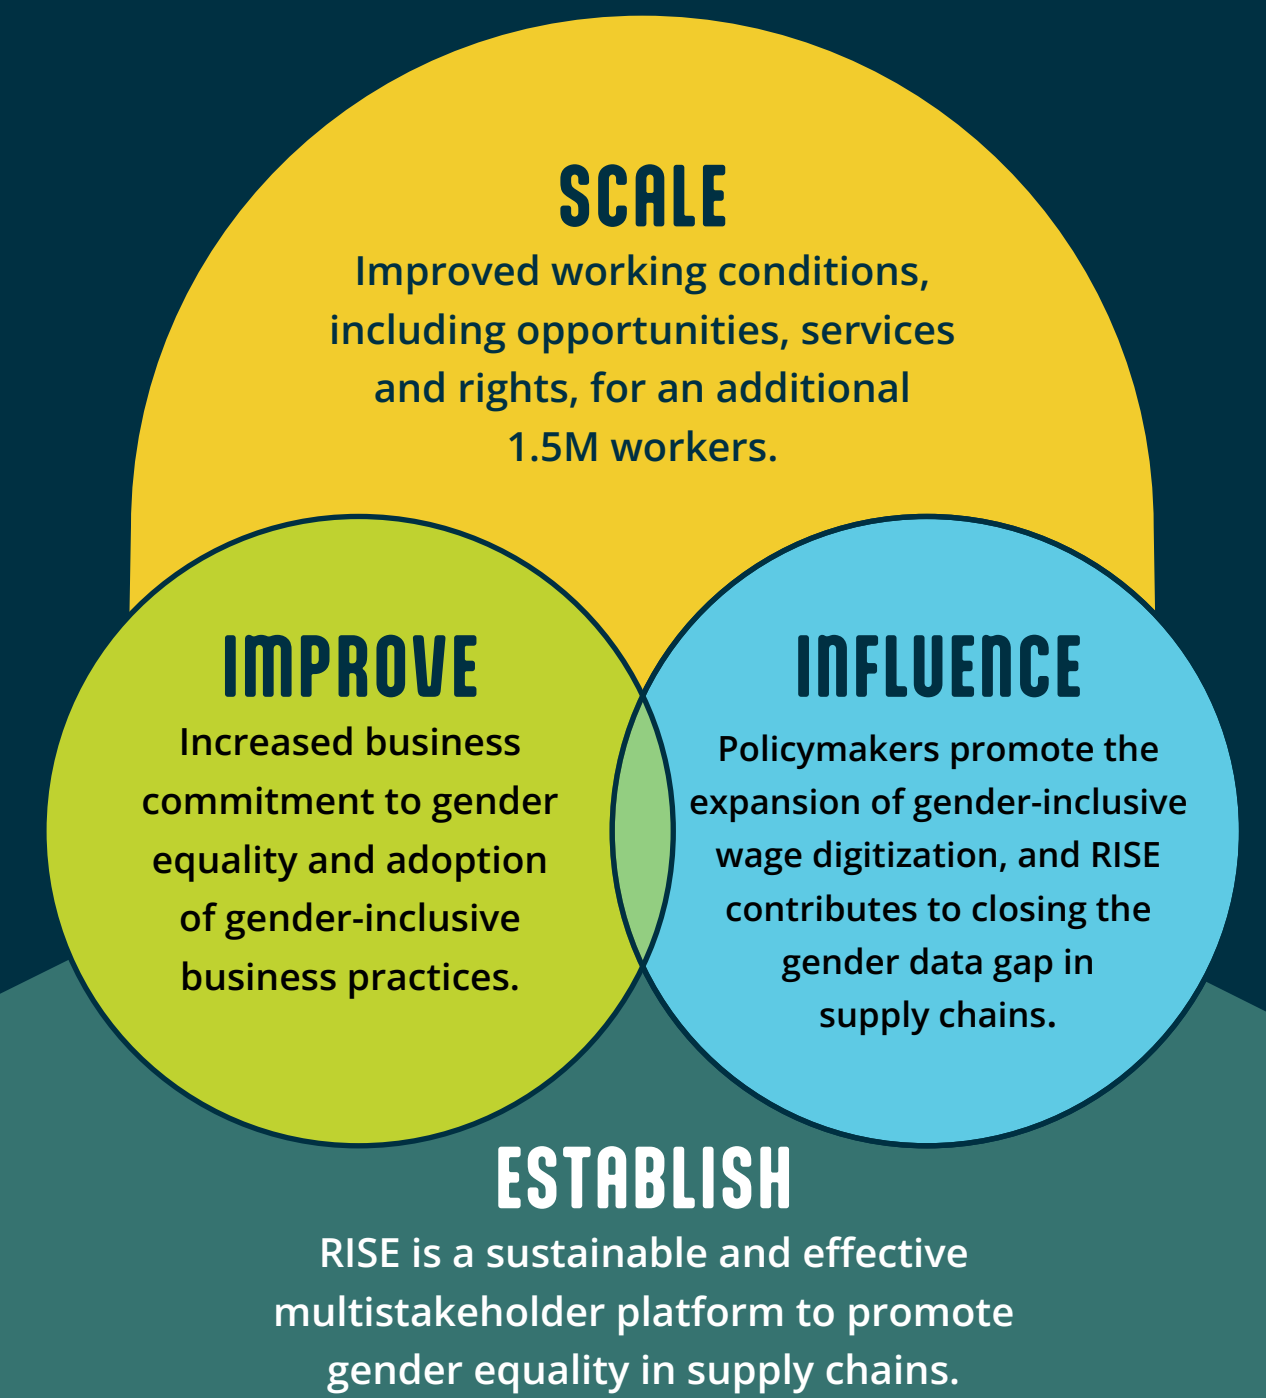 SCALE
Improved working conditions,
including opportunities, services
and rights, for an additional
1.5M workers.
IMPROVE
Increased business
commitment to gender
equality and adoption
of gender-inclusive
business practices.
INFLUENCE
Policymakers promote the
expansion of gender-inclusive
wage digitization, and RISE
contributes to closing the
gender data gap in
supply chains.
ESTABLISH
RISE is a sustainable and effective
multistakeholder platform to promote
gender equality in supply chains.